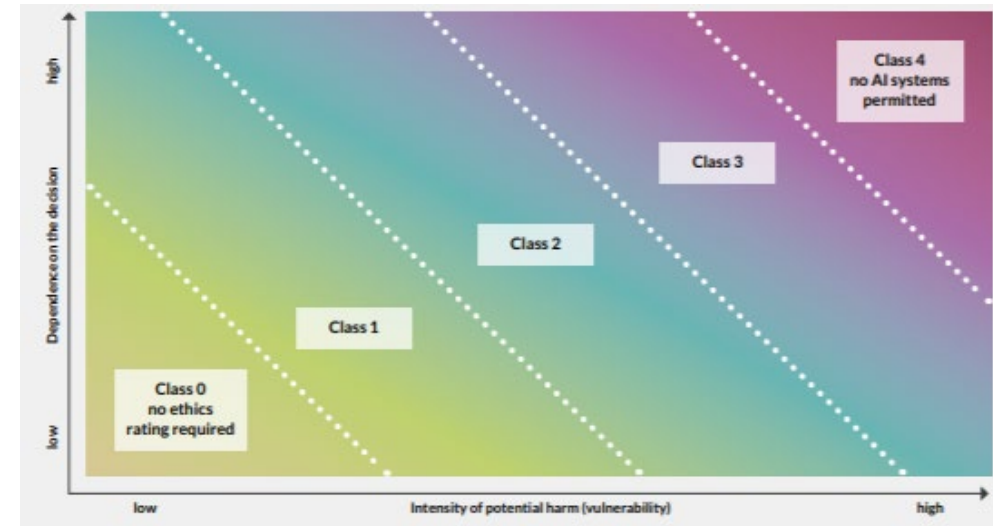 high
Dependence on the decision
low
Class 4
no AI systems
permitted
Class 3
Class 2
Class 1
Class 0
no ethics
rating required
low
Intensity of potential harm (vulnerability)
high